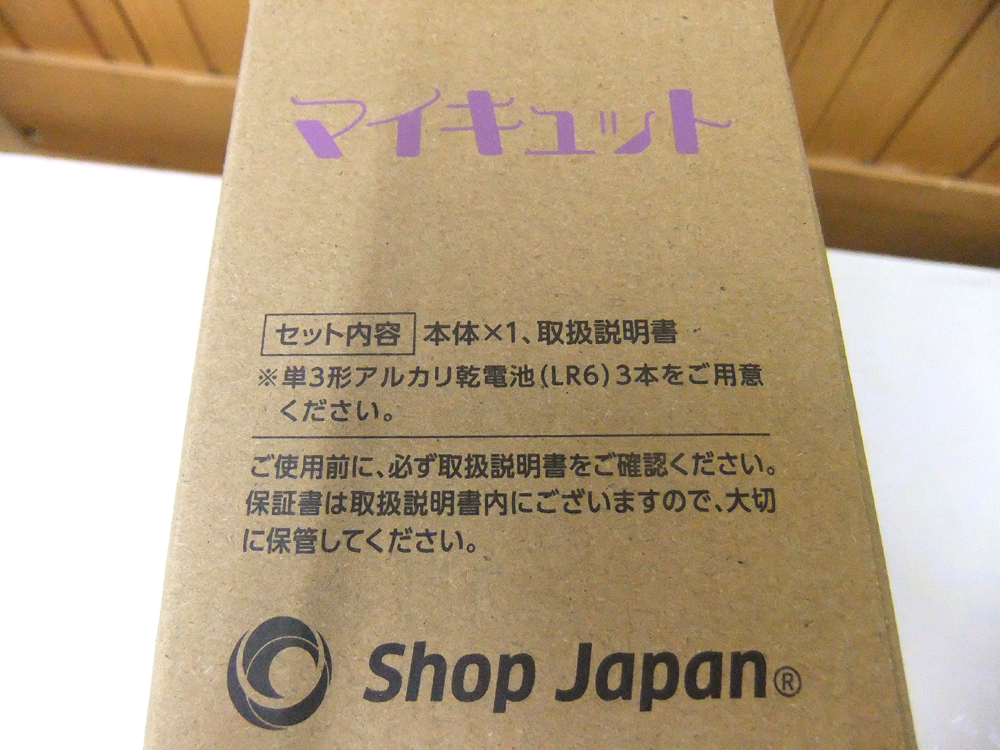 マイキュット
セット内容 本体×1、取扱説明書
※単3形アルカリ乾電池(LR6)3本をご用意
ください。
ご使用前に、必ず取扱説明書をご確認ください。
保証書は取扱説明書内にございますので、大切
に保管してください。
Shop Japan®